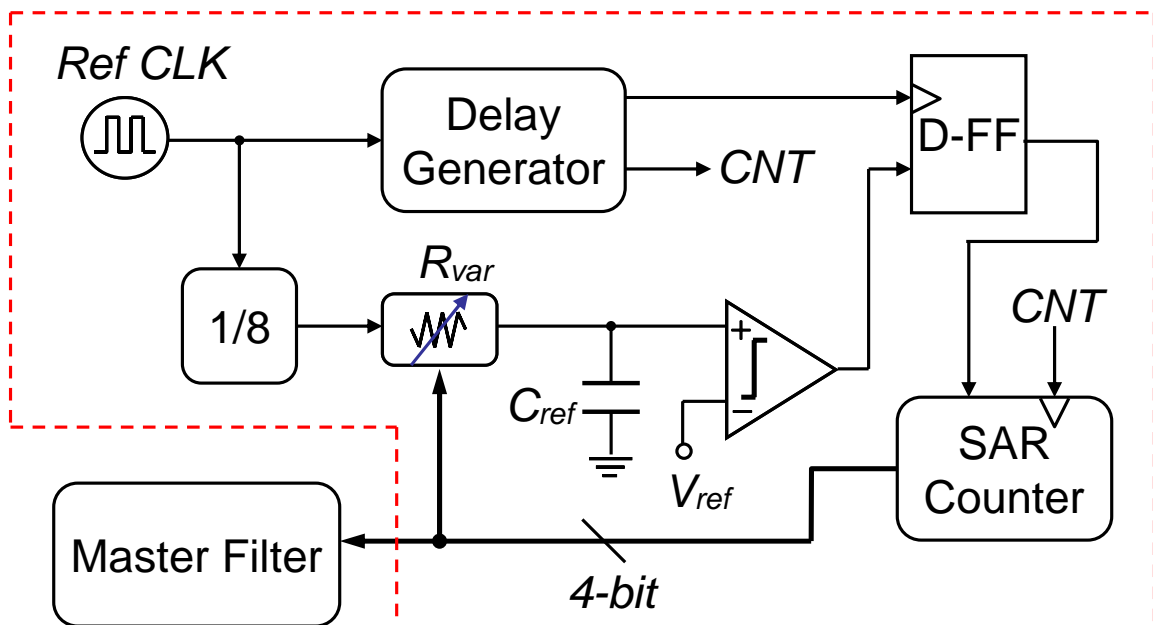 Ref CLK
Delay
Generator
CNT
D-FF
1/8
Rvar
Cref
+
−
Vref
CNT
SAR
Counter
Master Filter
4-bit